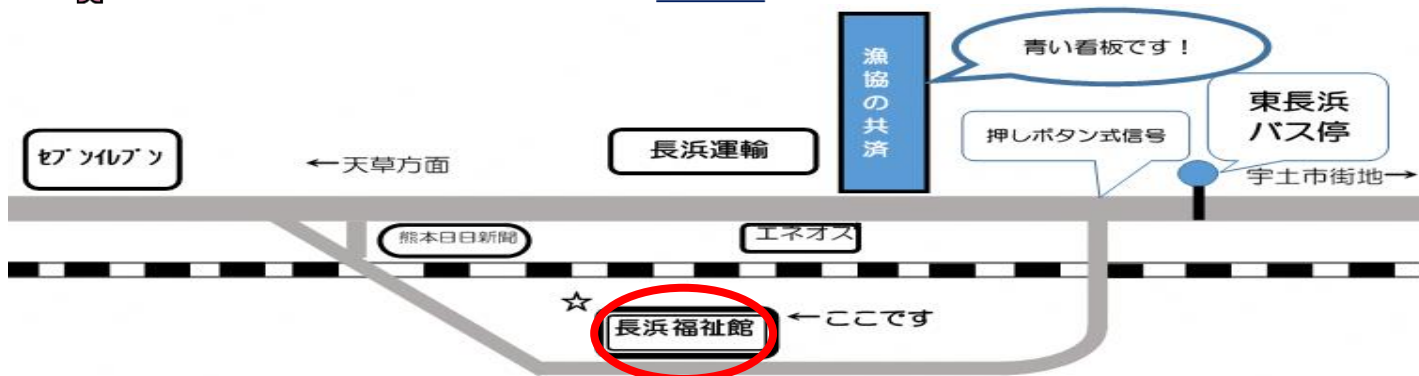 青い看板です！
漁協の共済
東長浜
バス停
押しボタン式信号
長浜運輸
ｾﾌﾞﾝｲﾚﾌﾞﾝ
←天草方面
宇土市街地→
熊本日日新聞
エネオス
☆
長浜福祉館
←ここです